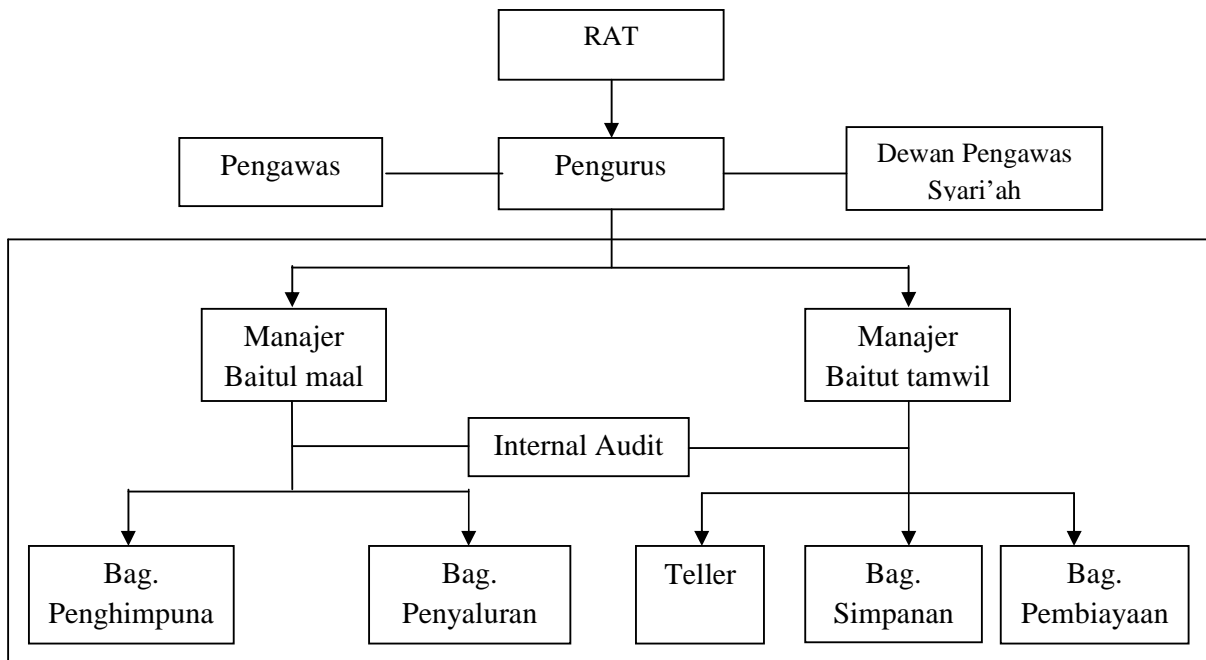 RAT
Pengawas
Pengurus
Dewan Pengawas
Syari’ah
Manajer
Baitul maal
Manajer
Baitut tamwil
Internal Audit
Bag.
Penghimpuna
Bag.
Penyaluran
Teller
Bag.
Simpanan
Bag.
Pembiayaan